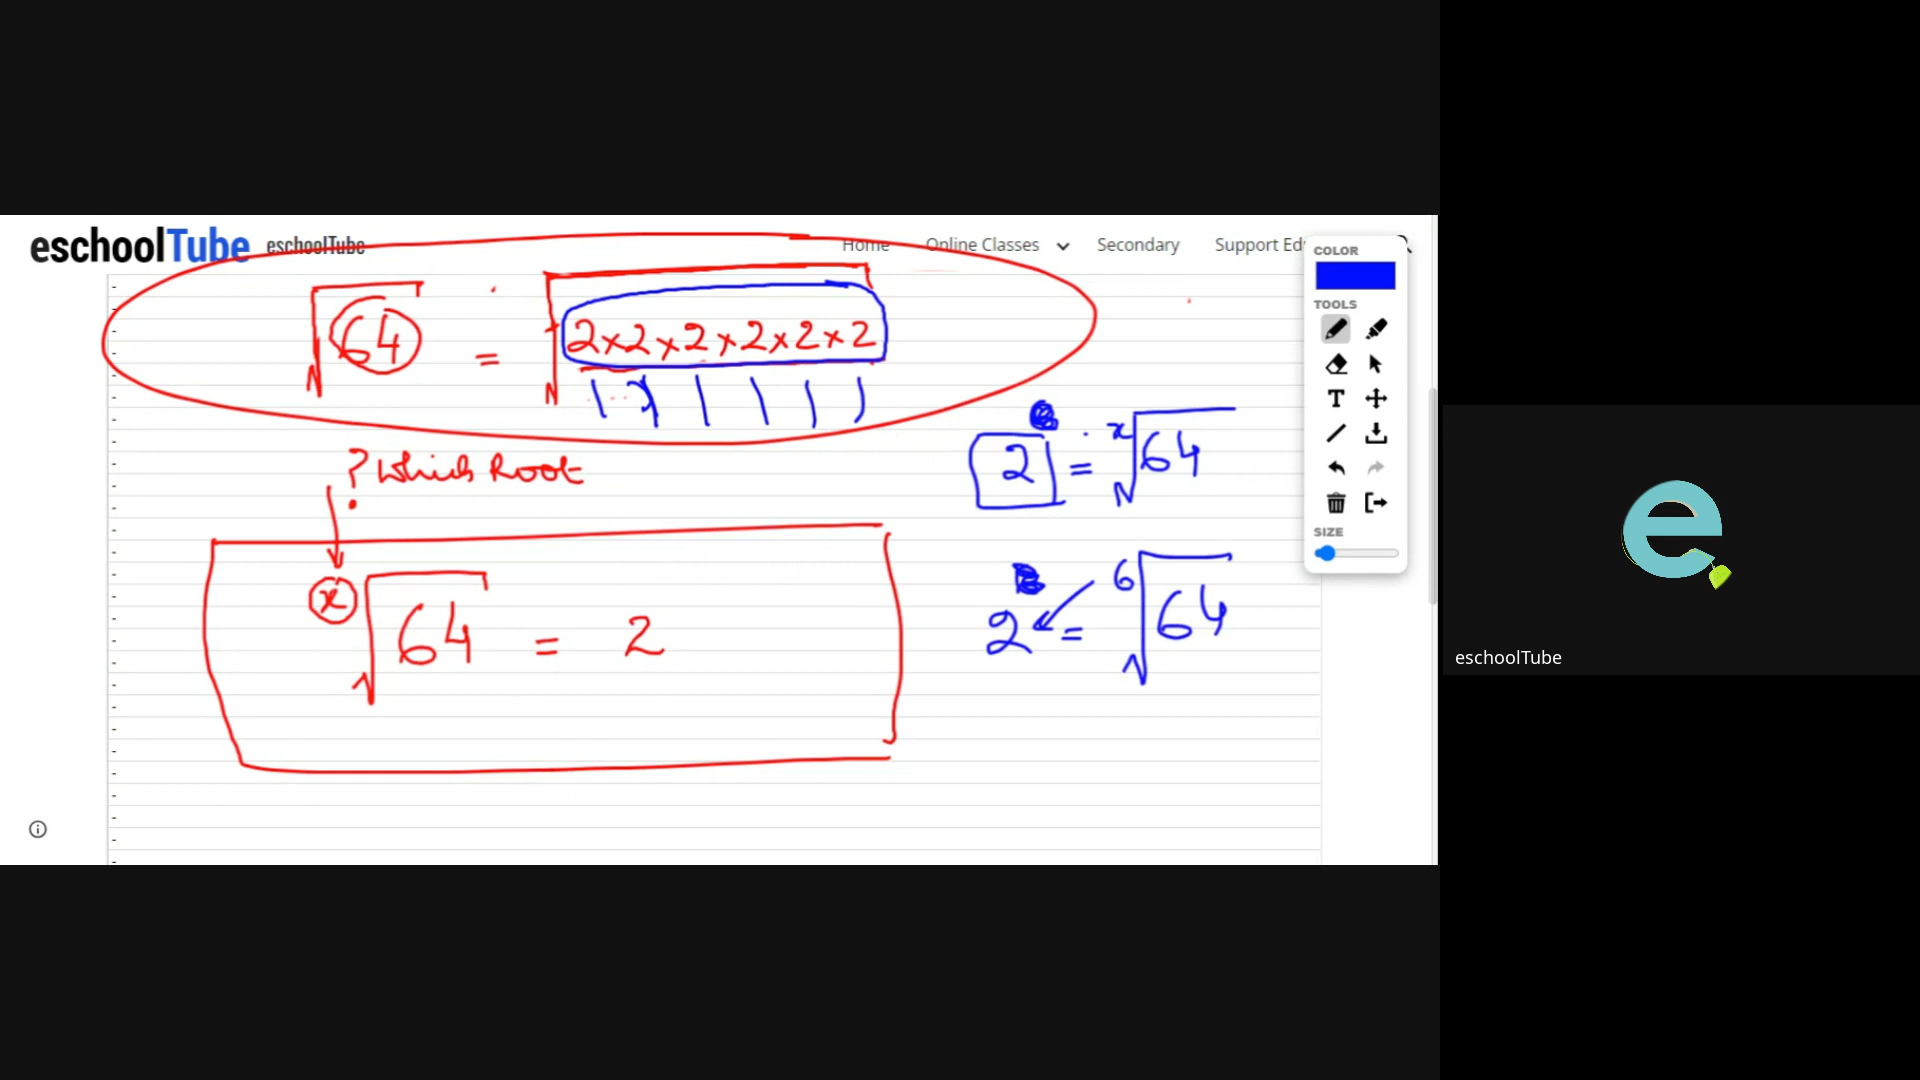 eschoolTube eschoolTube Home Online Classes Secondary Support Ed
√64 = √2×2×2×2×2×2
? Which Root
2 = ˣ√64
ˣ√64 = 2
2 = ⁶√64
COLOR
TOOLS
T
SIZE
eschoolTube